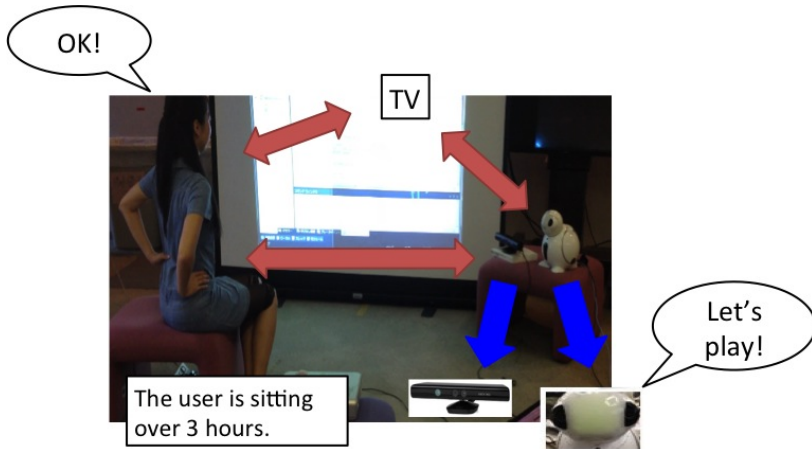 OK!
TV
Let's
play!
The user is sitting
over 3 hours.